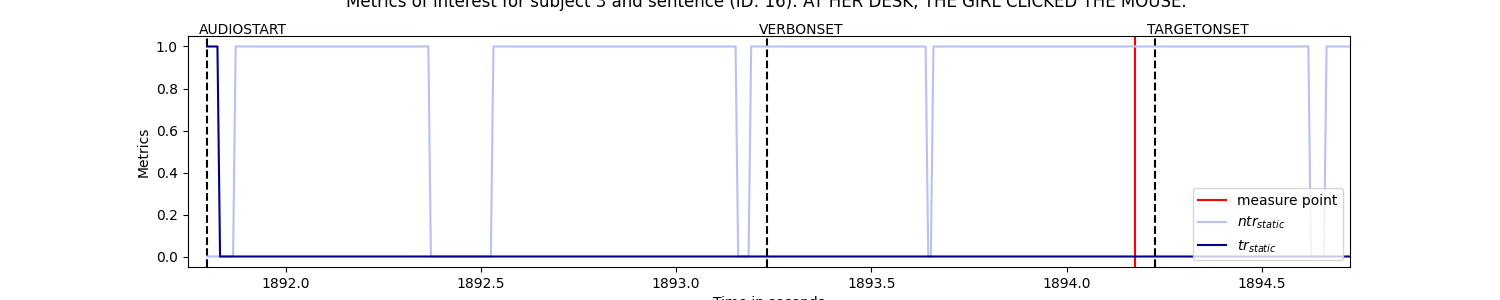 Metrics of interest for subject 3 and sentence (ID: 16): AT HER DESK, THE GIRL CLICKED THE MOUSE.
AUDIOSTART VERBONSET TARGETONSET
1.0
0.8
0.6
0.4
0.2
0.0
Metrics
measure point
ntr_static
tr_static
1892.0 1892.5 1893.0 1893.5 1894.0 1894.5
Time in seconds